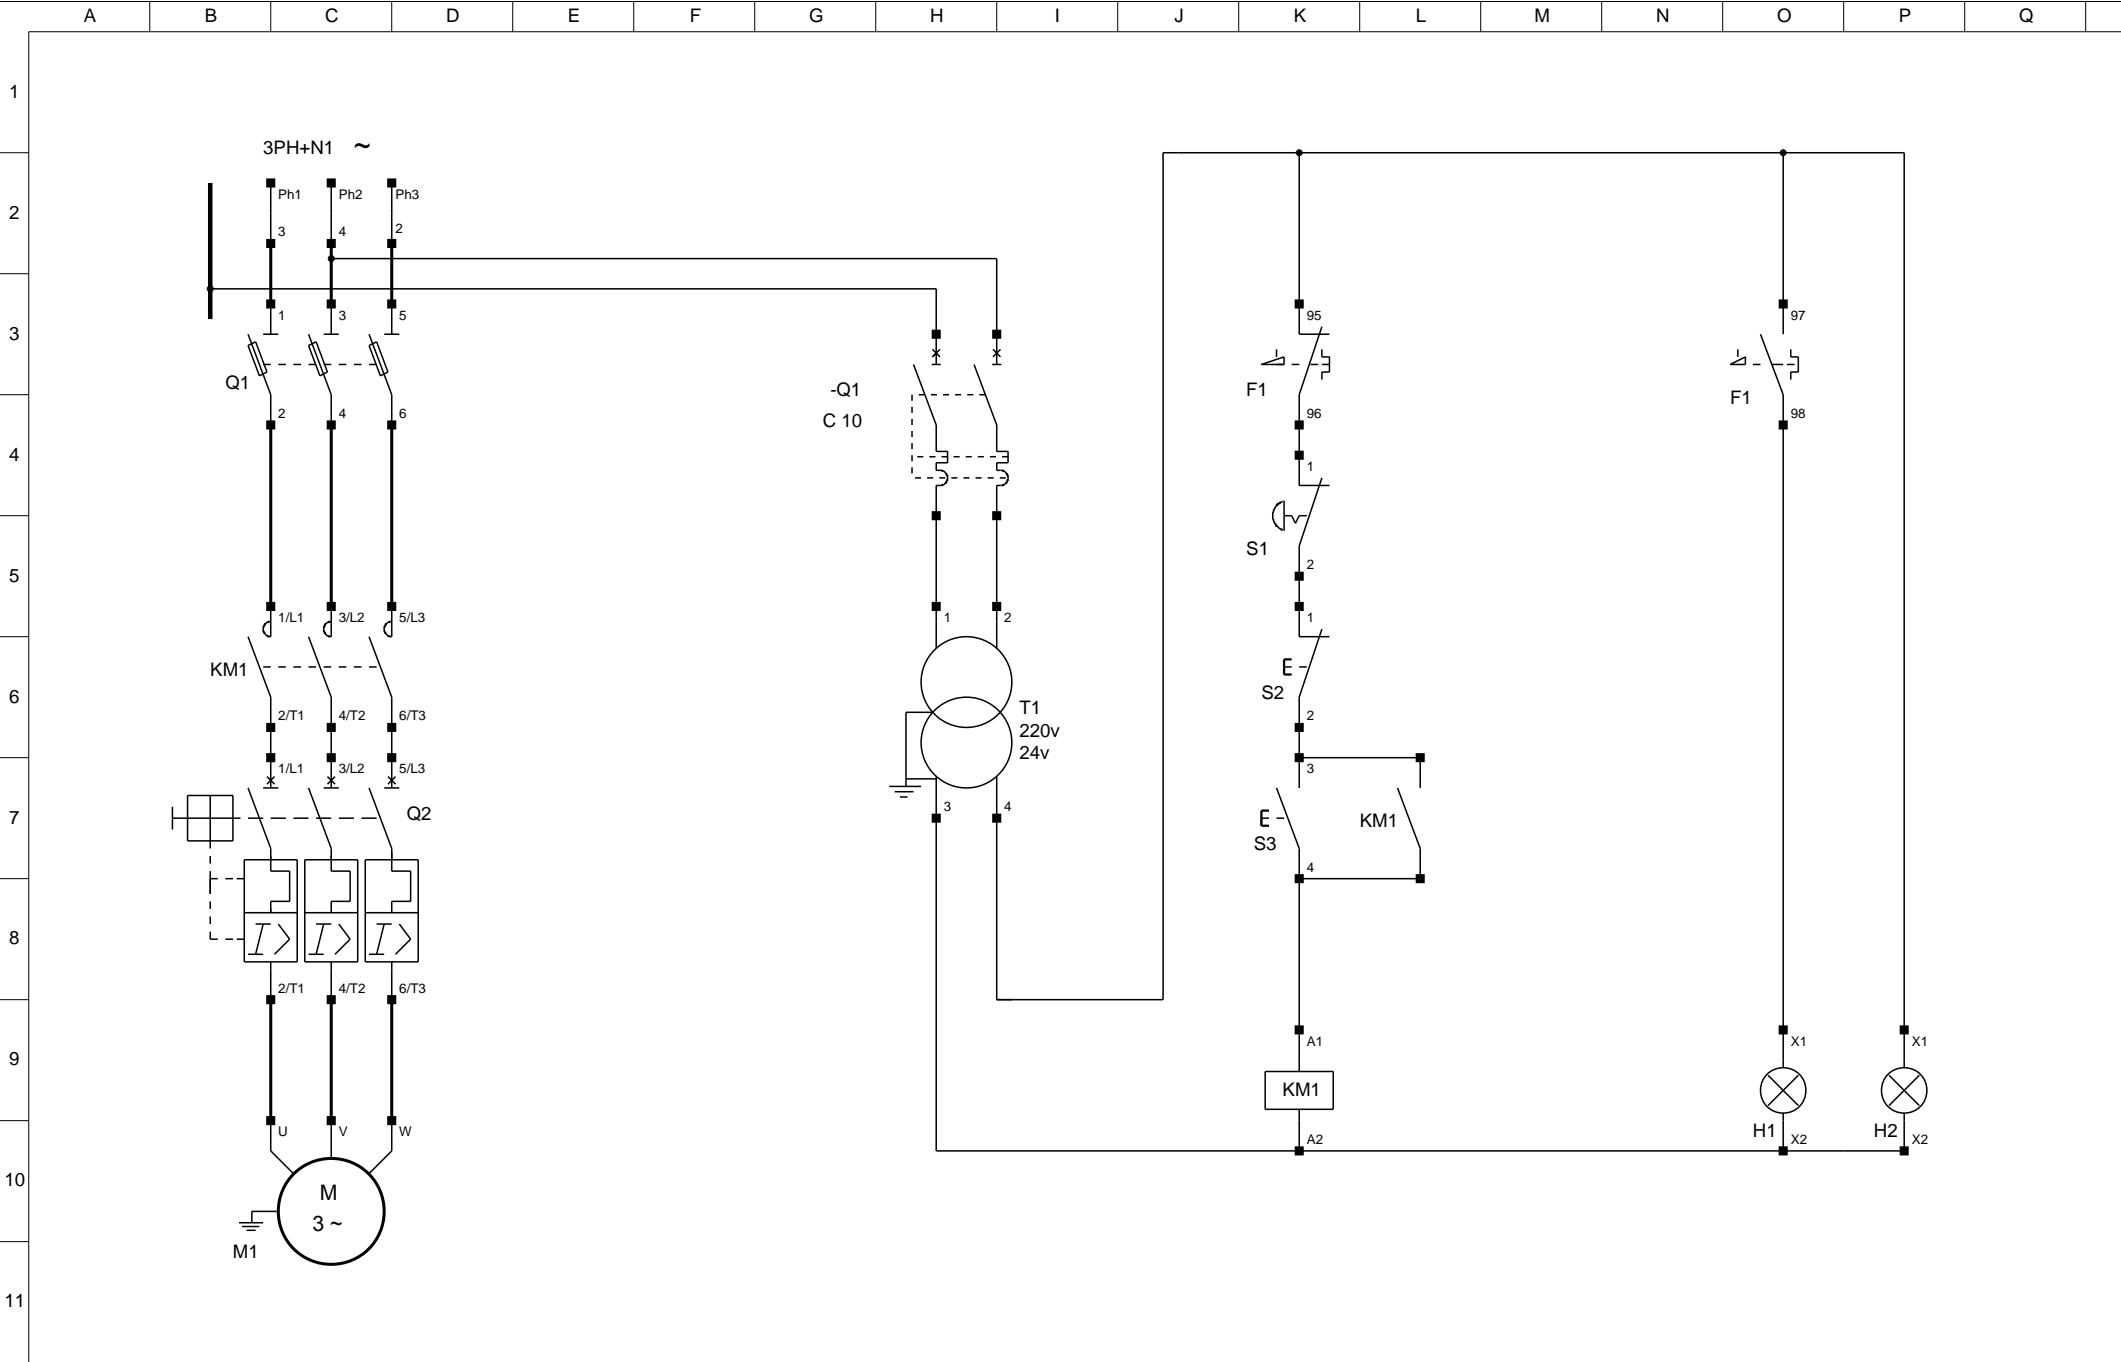 A B C D E F G H I J K L M N O P Q
1
3PH+N1 ~
Ph1 Ph2 Ph3
2
3 4 2
1 3 5
3
95 97
Q1
-Q1
F1
F1
C 10
2 4 6
96 98
4
1
S1
2
5
1/L1 3/L2 5/L3
1 2
1
KM1
E
S2
6
T1
220v
24v
2/T1 4/T2 6/T3
2
1/L1 3/L2 5/L3
3
3 4
7
Q2
E
S3
KM1
4
8
I> I> I>
2/T1 4/T2 6/T3
A1 X1 X1
9
KM1
U V W
H1 H2
A2 X2 X2
10
M
3 ~
M1
11